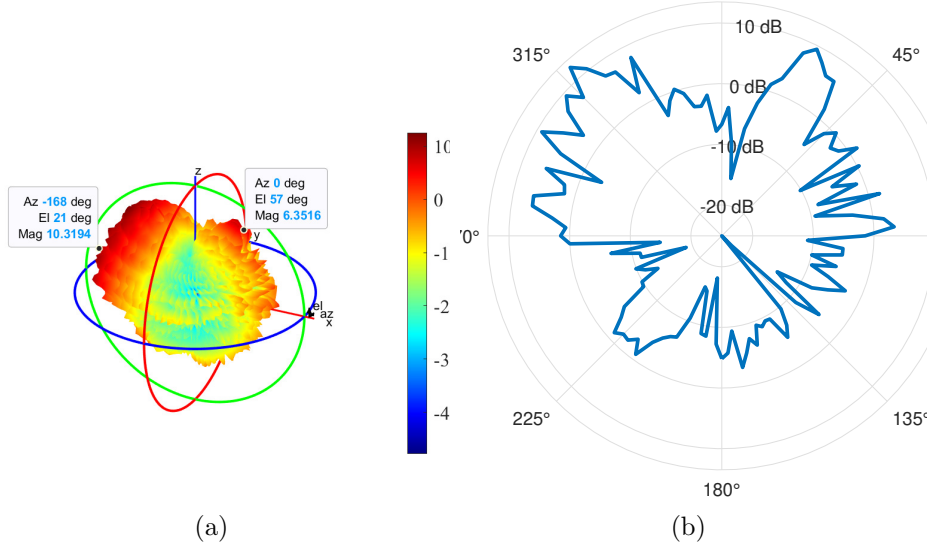 z
Az -168 deg
El 21 deg
Mag 10.3194
Az 0 deg
El 57 deg
Mag 6.3516
y
el
az
x
10
0
-1
-2
-3
-4
(a)
10 dB
0 dB
-10 dB
-20 dB
315°
45°
70°
225°
135°
180°
(b)